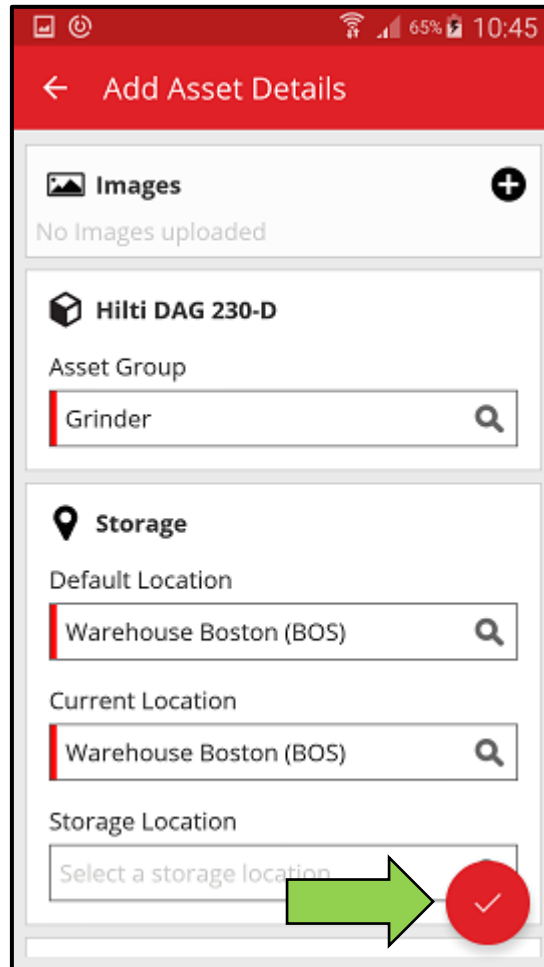 65% 10:45
Add Asset Details
Images
No Images uploaded
Hilti DAG 230-D
Asset Group
Grinder
Storage
Default Location
Warehouse Boston (BOS)
Current Location
Warehouse Boston (BOS)
Storage Location
Select a storage location